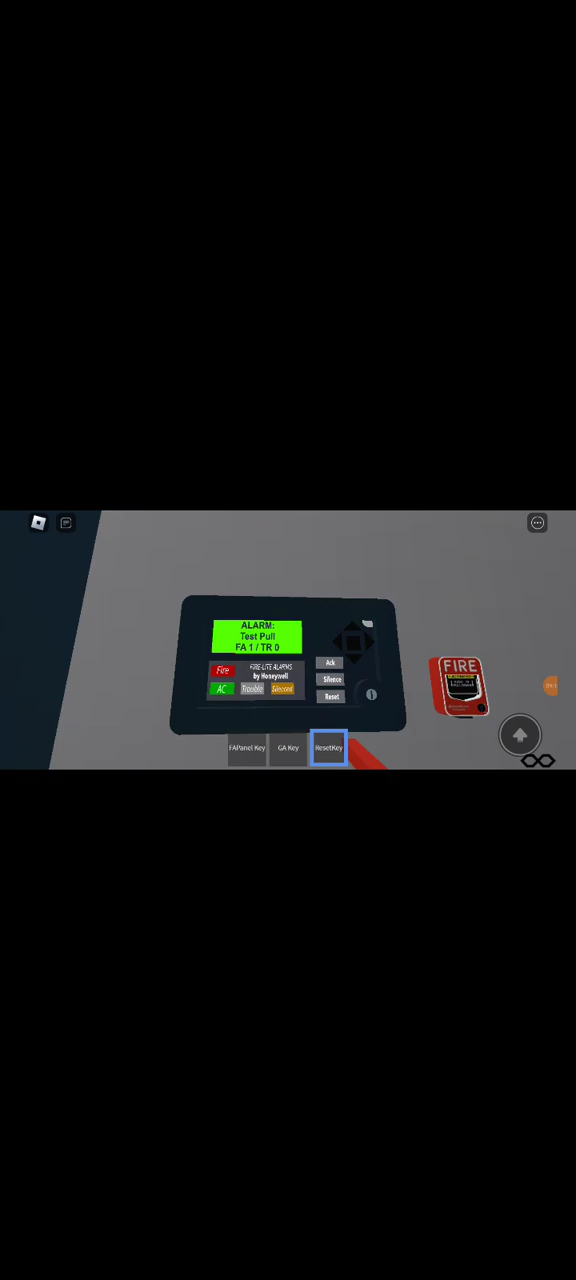 ALARM:
Test Pull
FA 1 / TR 0
Fire
FIRE-LITE ALARMS
by Honeywell
AC
Trouble
Silenced
Ack
Silence
Reset
FIRE
FAPanel Key
GA Key
ResetKey